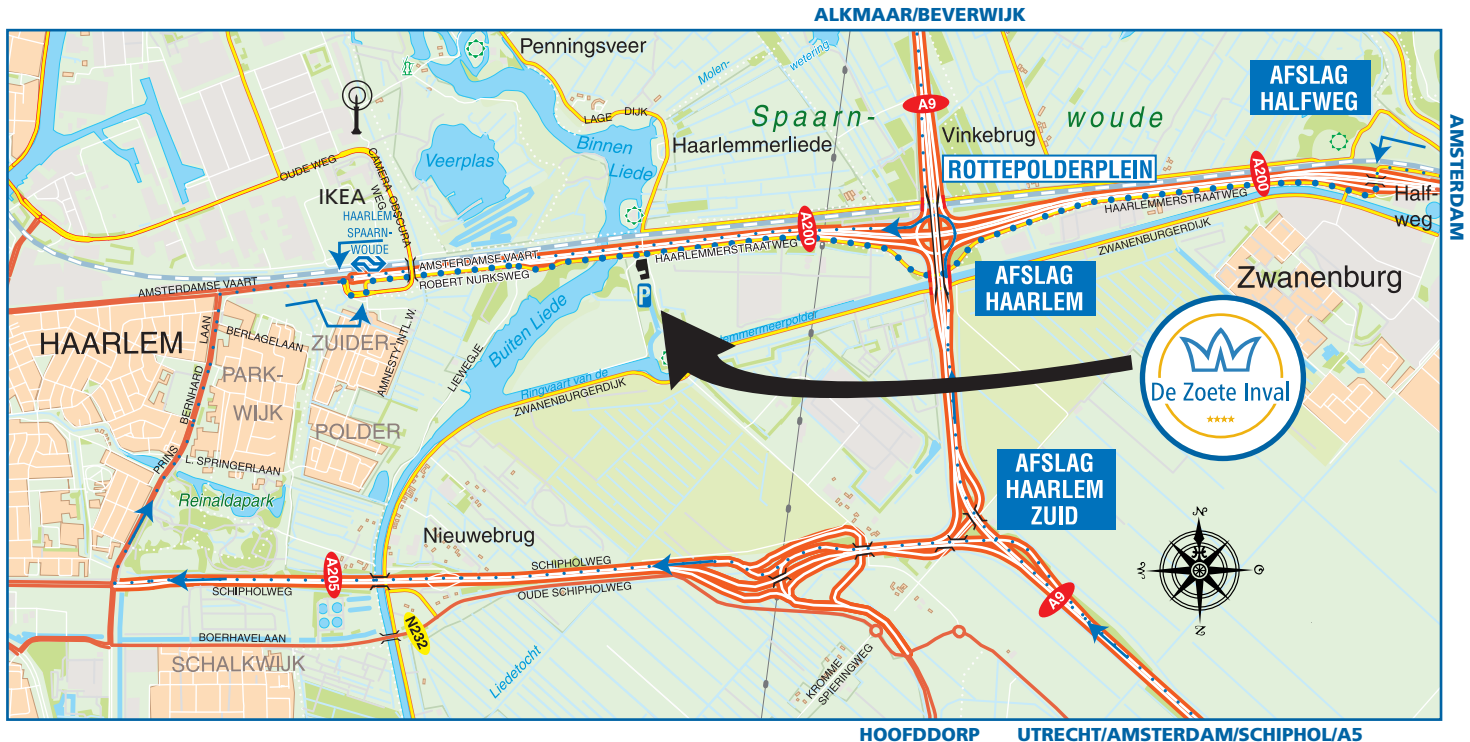 ALKMAAR/BEVERWIJK
Penningsveer
Molen-
wetering
AFSLAG
HALFWEG
A9
LAGE DIJK
Spaarn-
woude
Binnen
Liede
Haarlemmerliede
Vinkebrug
AMSTERDAM
OUDE WEG
CAMERA OBSCURA
WEG
Veerplas
ROTTEPOLDERPLEIN
A200
IKEA
HAARLEM
SPAARN-
WOUDE
HAARLEMMERSTRAATWEG
Half-
weg
A200
AMSTERDAMSE VAART
HAARLEMMERSTRAATWEG
ZWANENBURGERDIJK
ROBERT NURKSWEG
AFSLAG
HAARLEM
Zwanenburg
AMSTERDAMSE VAART
P
HAARLEM
LAAN
BERLAGELAAN
ZUIDER-
POLDER
AMNESTY INTL.W.
LIEWEGJE
Buiten Liede
Ringvaart van de
lemmermeerpolder
ZWANENBURGERDIJK
PARK-
WIJK
BERNHARD
PRINS
L. SPRINGERLAAN
Reinaldapark
De Zoete Inval
****
AFSLAG
HAARLEM
ZUID
Nieuwebrug
SCHIPHOLWEG
A205
SCHIPHOLWEG
OUDE SCHIPHOLWEG
A9
N
O
Z
BOERHAVELAAN
N232
SCHALKWIJK
Liedetocht
KROMME
SPIERINGWEG
HOOFDDORP
UTRECHT/AMSTERDAM/SCHIPHOL/A5